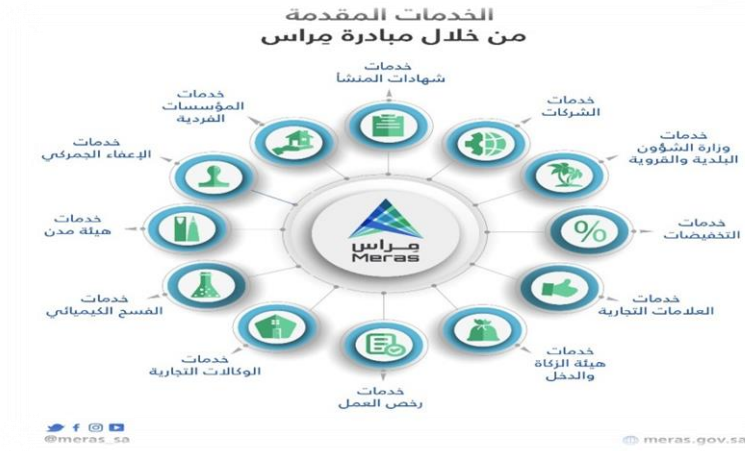 الخدمات المقدمة
من خلال مبادرة مِراس
خدمات
شهادات المنشأ
خدمات
الشركات
خدمات
وزارة الشؤون
البلدية والقروية
خدمات
التخفيضات
خدمات
العلامات التجارية
خدمات
هيئة الزكاة
والدخل
خدمات
رخص العمل
خدمات
الوكالات التجارية
خدمات
الفسح الكيميائي
خدمات
هيئة مدن
خدمات
الإعفاء الجمركي
خدمات
المؤسسات
الفردية
%
مِراس
Meras
@meras_sa
meras.gov.sa